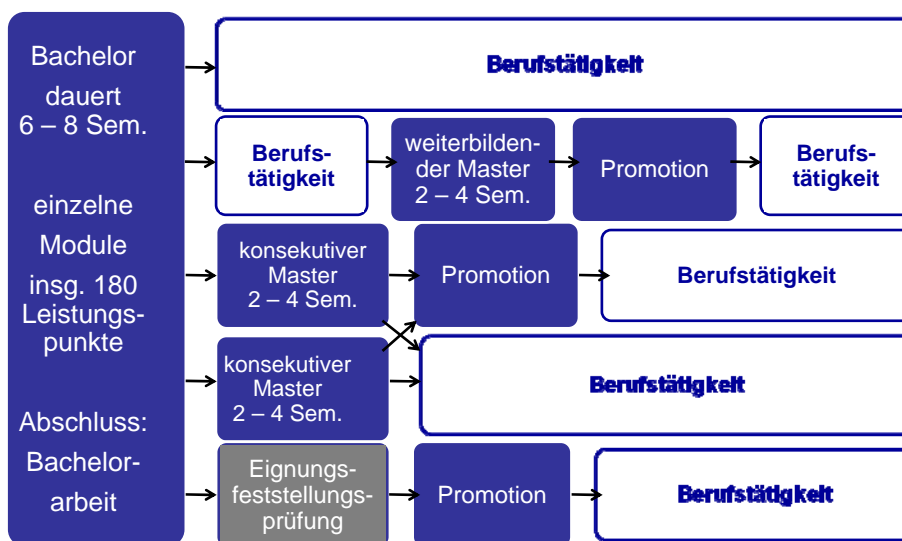 Bachelor
dauert
6 – 8 Sem.
einzelne
Module
insg. 180
Leistungs-
punkte
Abschluss:
Bachelor-
arbeit
Berufstätigkeit
Berufs-
tätigkeit
weiterbilden-
der Master
2 – 4 Sem.
Promotion
Berufs-
tätigkeit
konsekutiver
Master
2 – 4 Sem.
Promotion
Berufstätigkeit
konsekutiver
Master
2 – 4 Sem.
Berufstätigkeit
Eignungs-
feststellungs-
prüfung
Promotion
Berufstätigkeit